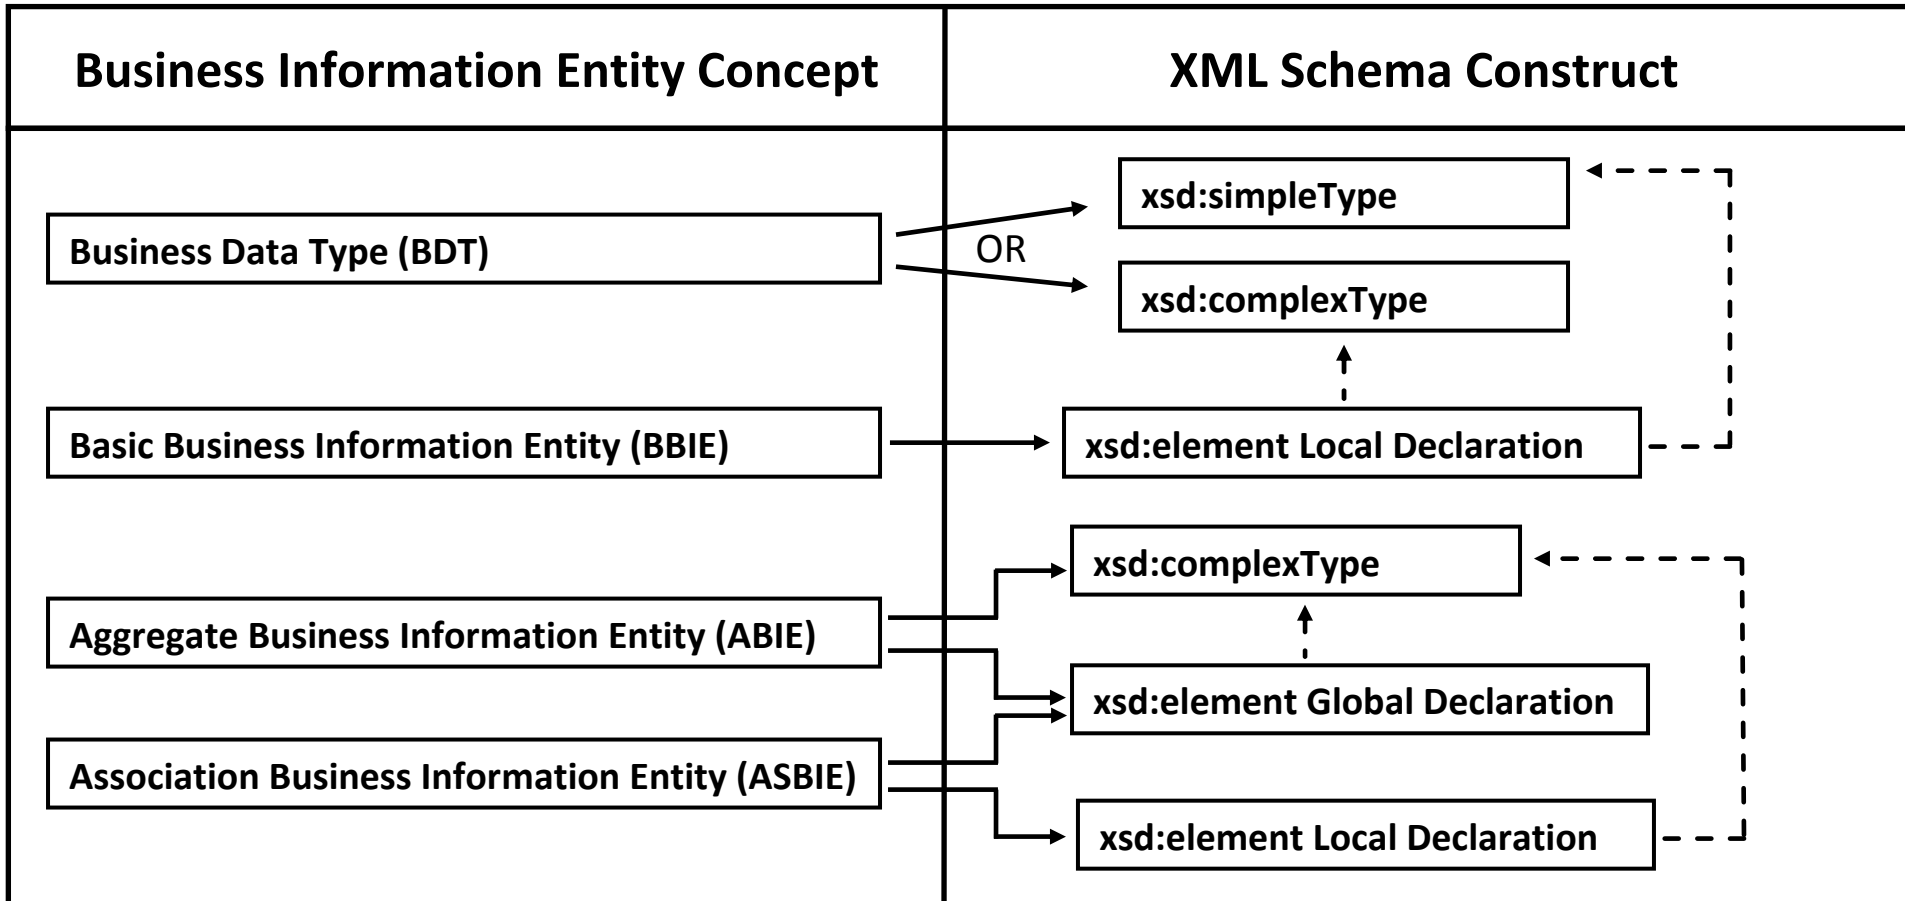 Business Information Entity Concept
XML Schema Construct
Business Data Type (BDT)
OR
xsd:simpleType
xsd:complexType
Basic Business Information Entity (BBIE)
xsd:element Local Declaration
Aggregate Business Information Entity (ABIE)
xsd:complexType
xsd:element Global Declaration
Association Business Information Entity (ASBIE)
xsd:element Local Declaration